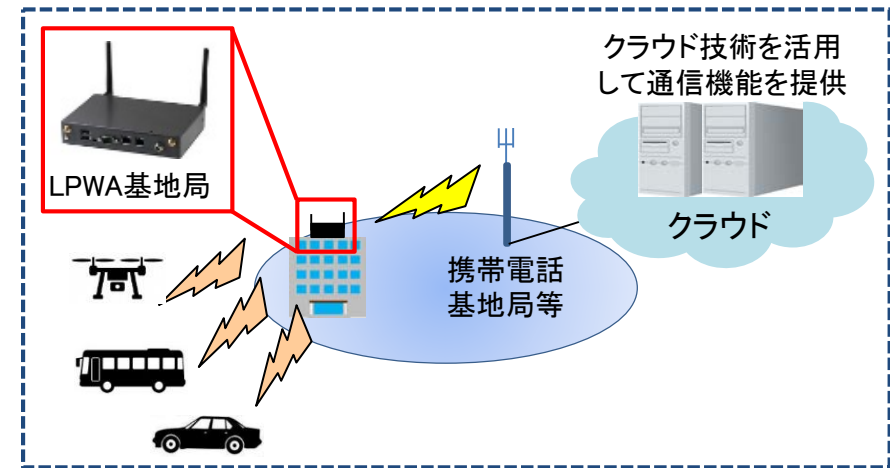 クラウド技術を活用
して通信機能を提供
LPWA基地局
クラウド
携帯電話
基地局等